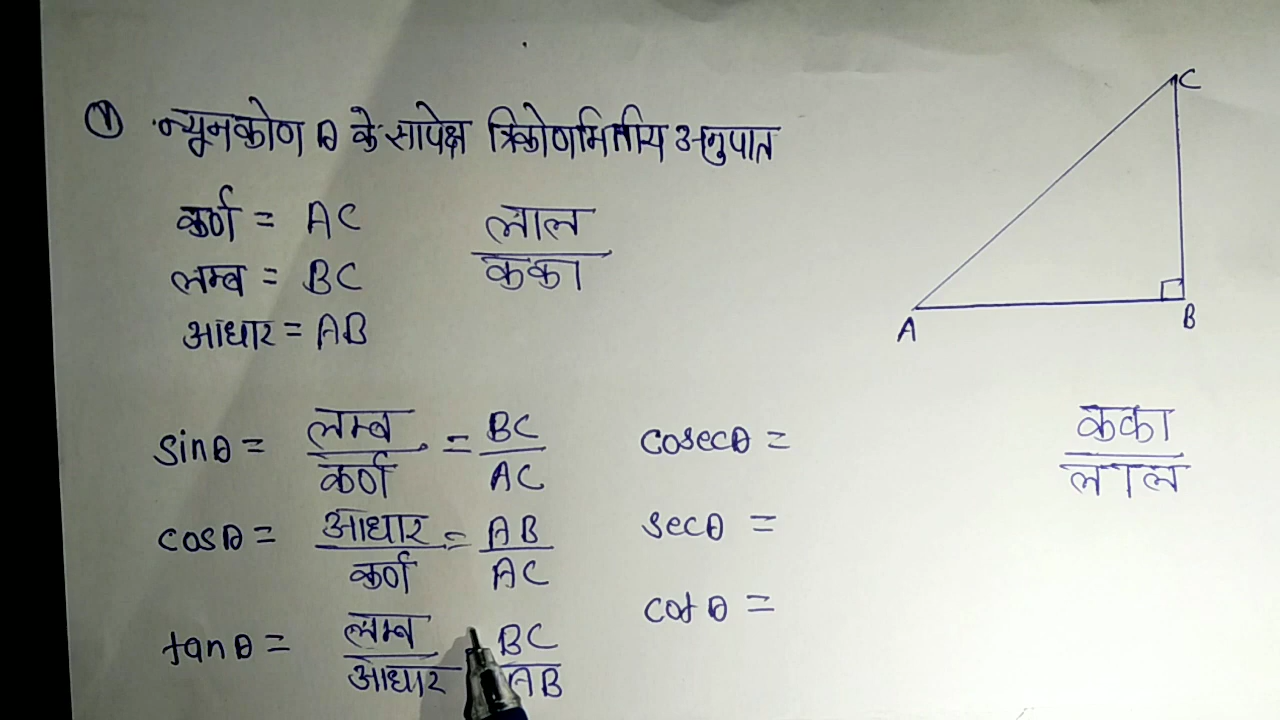 ① न्यूनकोण θ के सापेक्ष त्रिकोणमितीय अनुपात
कर्ण = AC
लम्ब = BC
आधार = AB
लाल
कका
C
A
B
sinθ = लम्ब / कर्ण = BC / AC
cosθ = आधार / कर्ण = AB / AC
tanθ = लम्ब / आधार BC / AB
cosecθ =
secθ =
cotθ =
कका
लाल